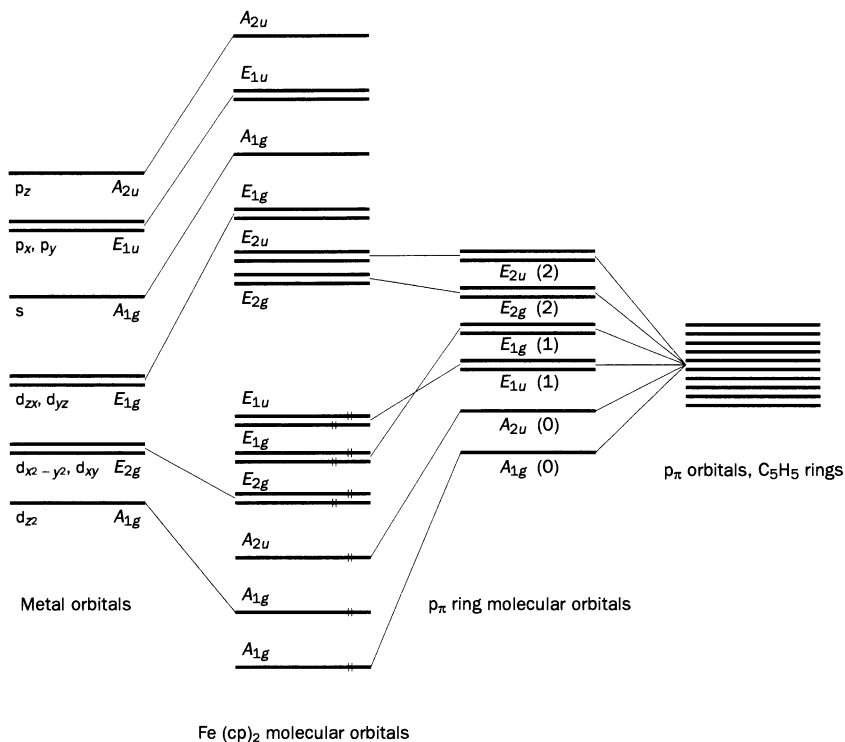 A2u
E1u
A1g
pz A2u
E1g
px, py E1u
E2u
E2u (2)
s A1g
E2g
E2g (2)
E1g (1)
E1u (1)
dzx, dyz E1g
E1u
A2u (0)
E1g
dx2 – y2, dxy E2g
E2g
A1g (0)
pπ orbitals, C5H5 rings
dz2 A1g
A2u
Metal orbitals
A1g
pπ ring molecular orbitals
A1g
Fe (cp)2 molecular orbitals